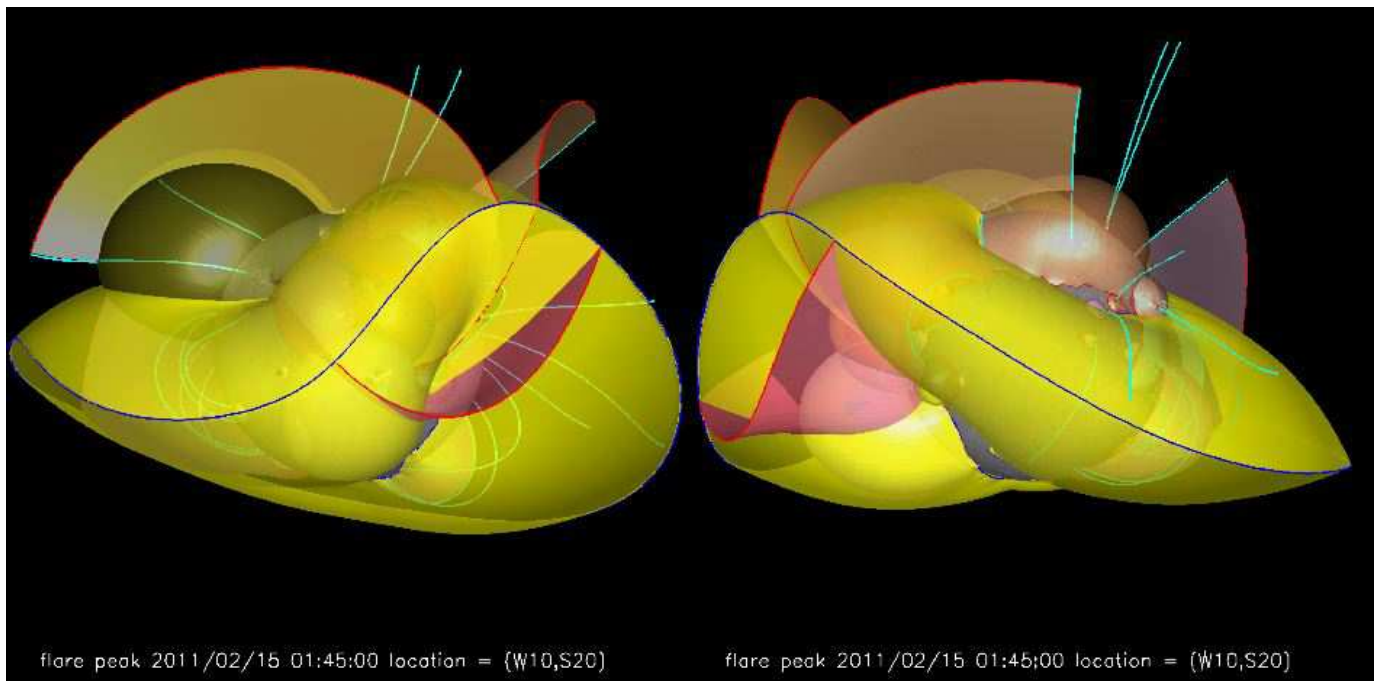 flare peak 2011/02/15 01:45:00 location = (W10,S20)
flare peak 2011/02/15 01:45:00 location = (W10,S20)